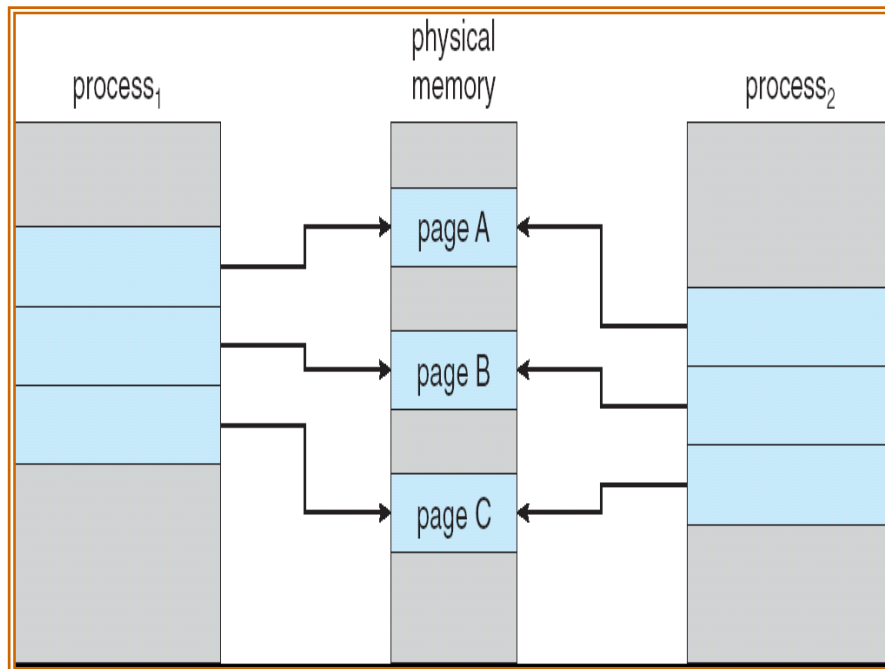 process₁
physical
memory
process₂
page A
page B
page C